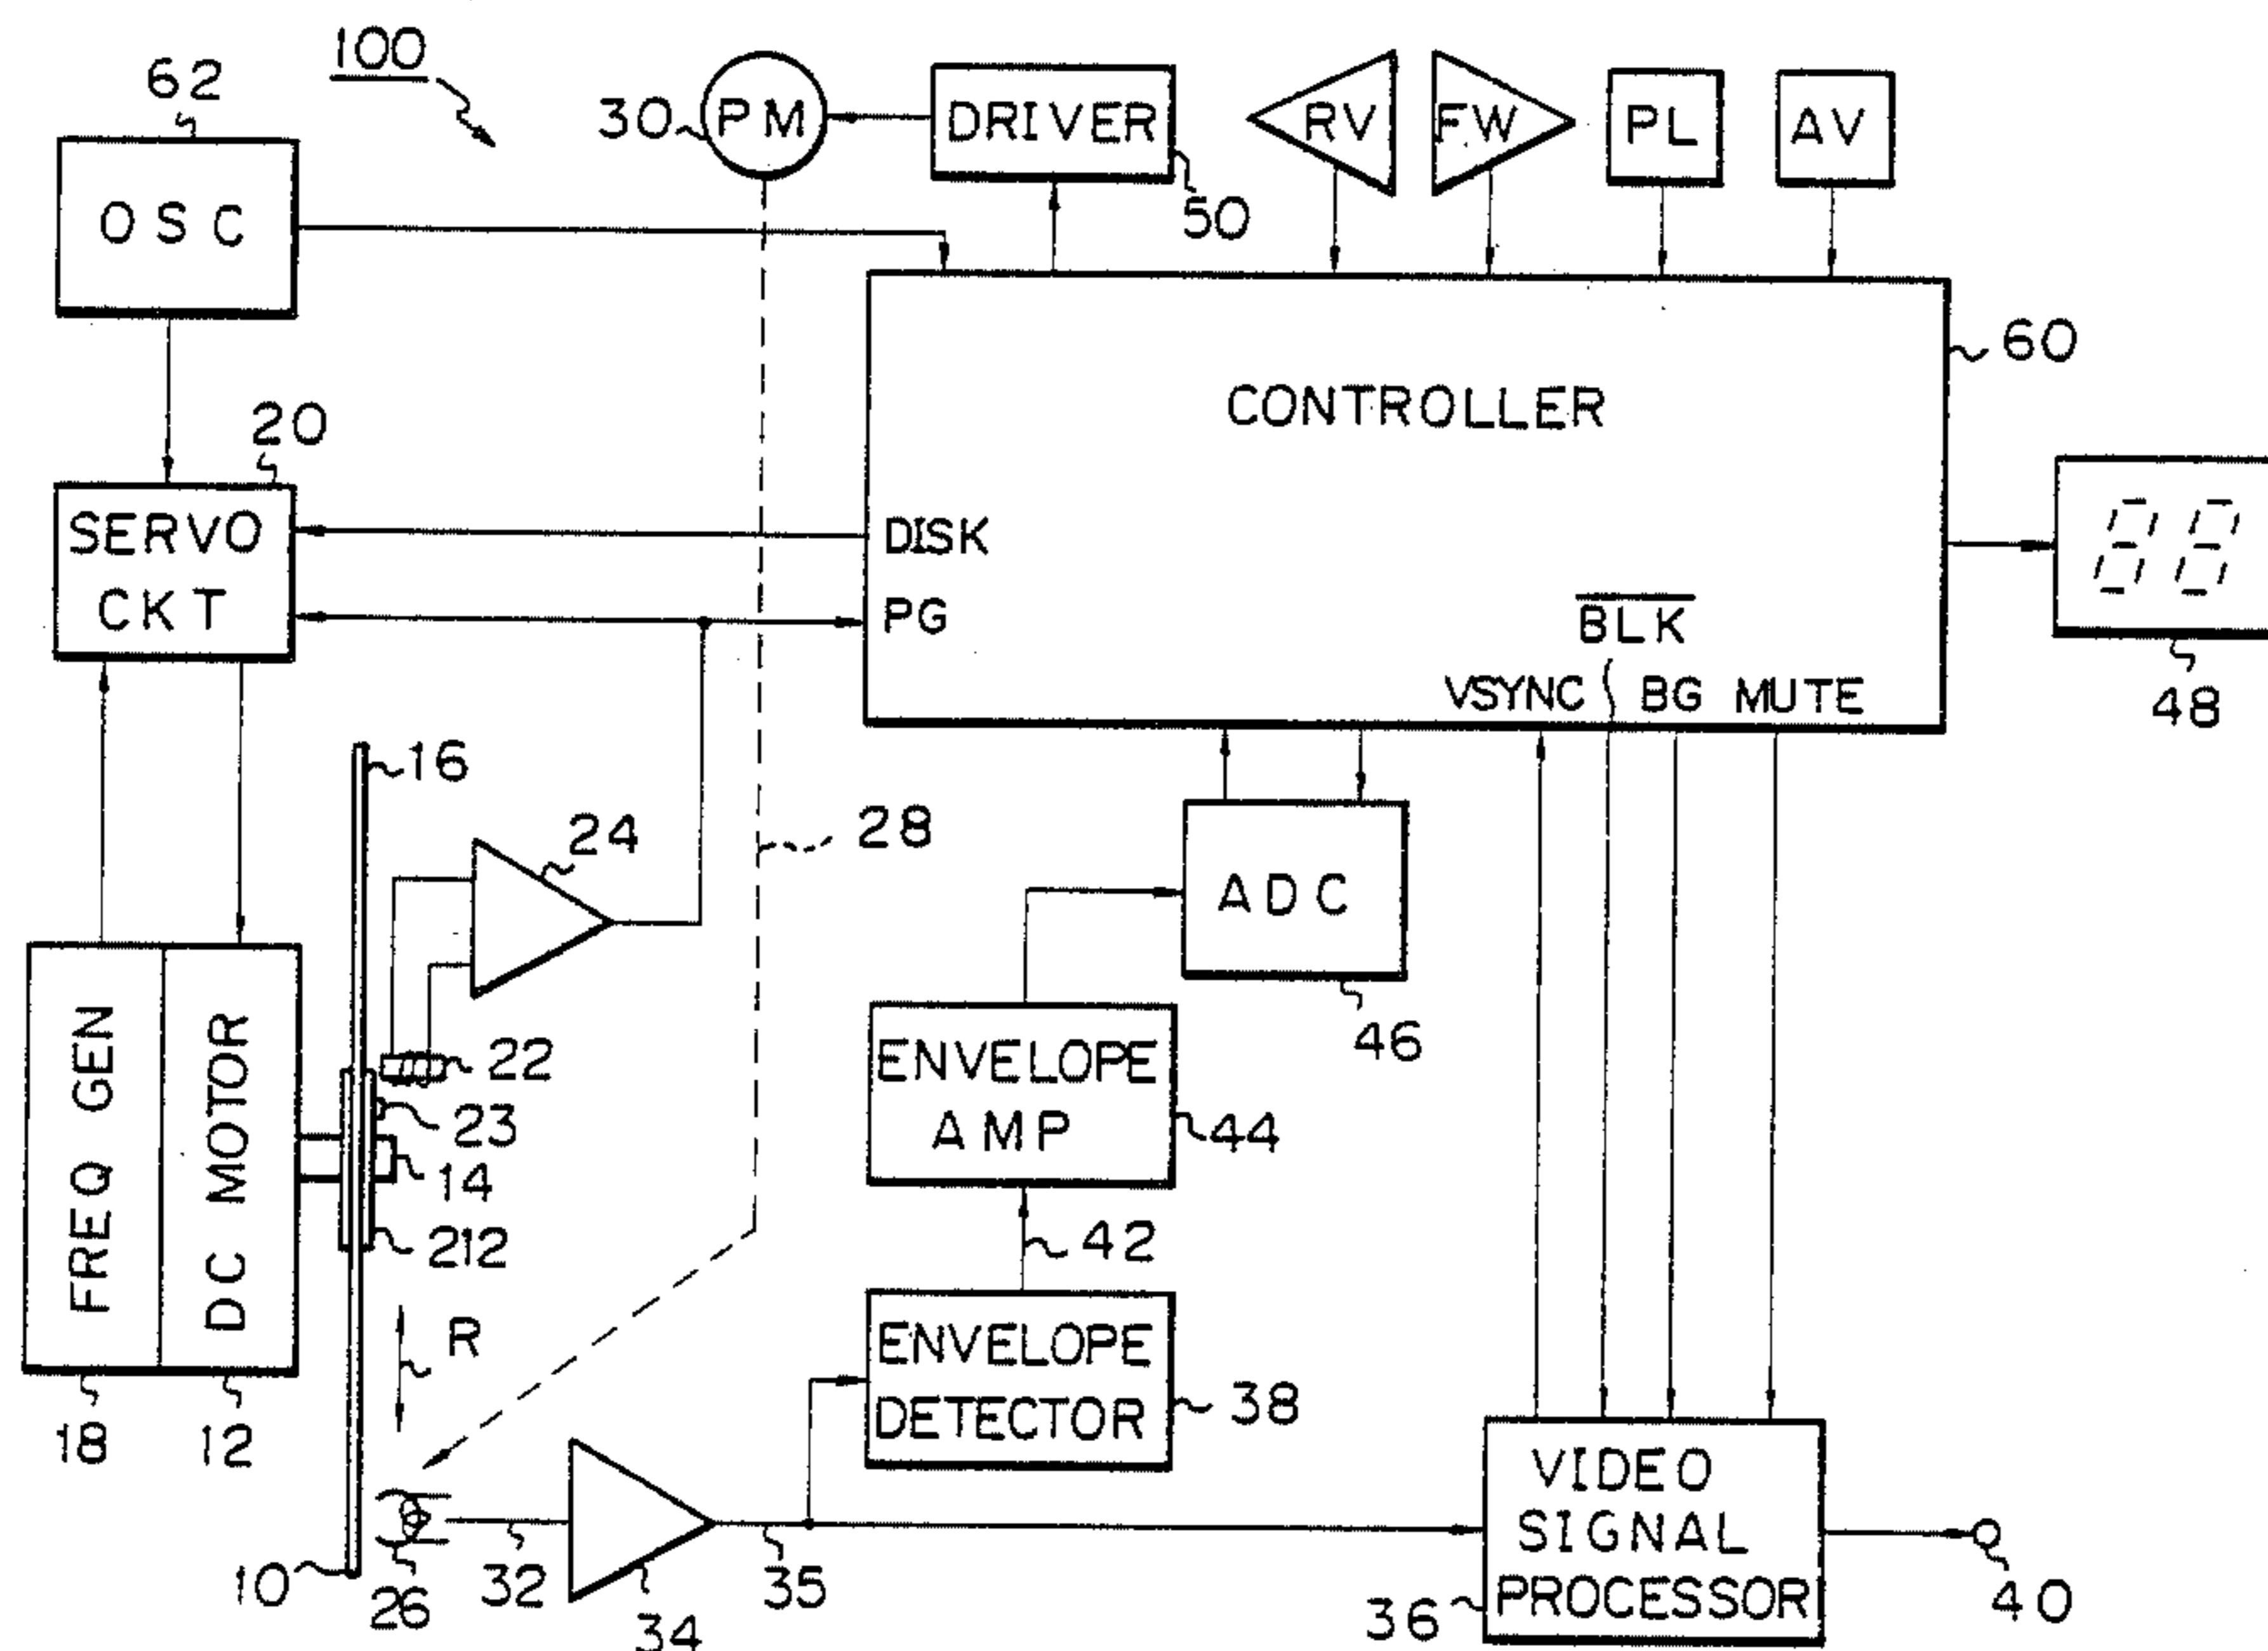 100
62
30
PM
DRIVER
50
RV
FW
PL
AV
OSC
60
CONTROLLER
20
SERVO
CKT
DISK
PG
BLK
VSYNC
BG
MUTE
88
48
16
24
28
ADC
46
FREQ GEN
DC MOTOR
22
23
14
212
ENVELOPE
AMP
44
42
R
ENVELOPE
DETECTOR
38
18
12
VIDEO
SIGNAL
PROCESSOR
10
26
32
34
35
36
40